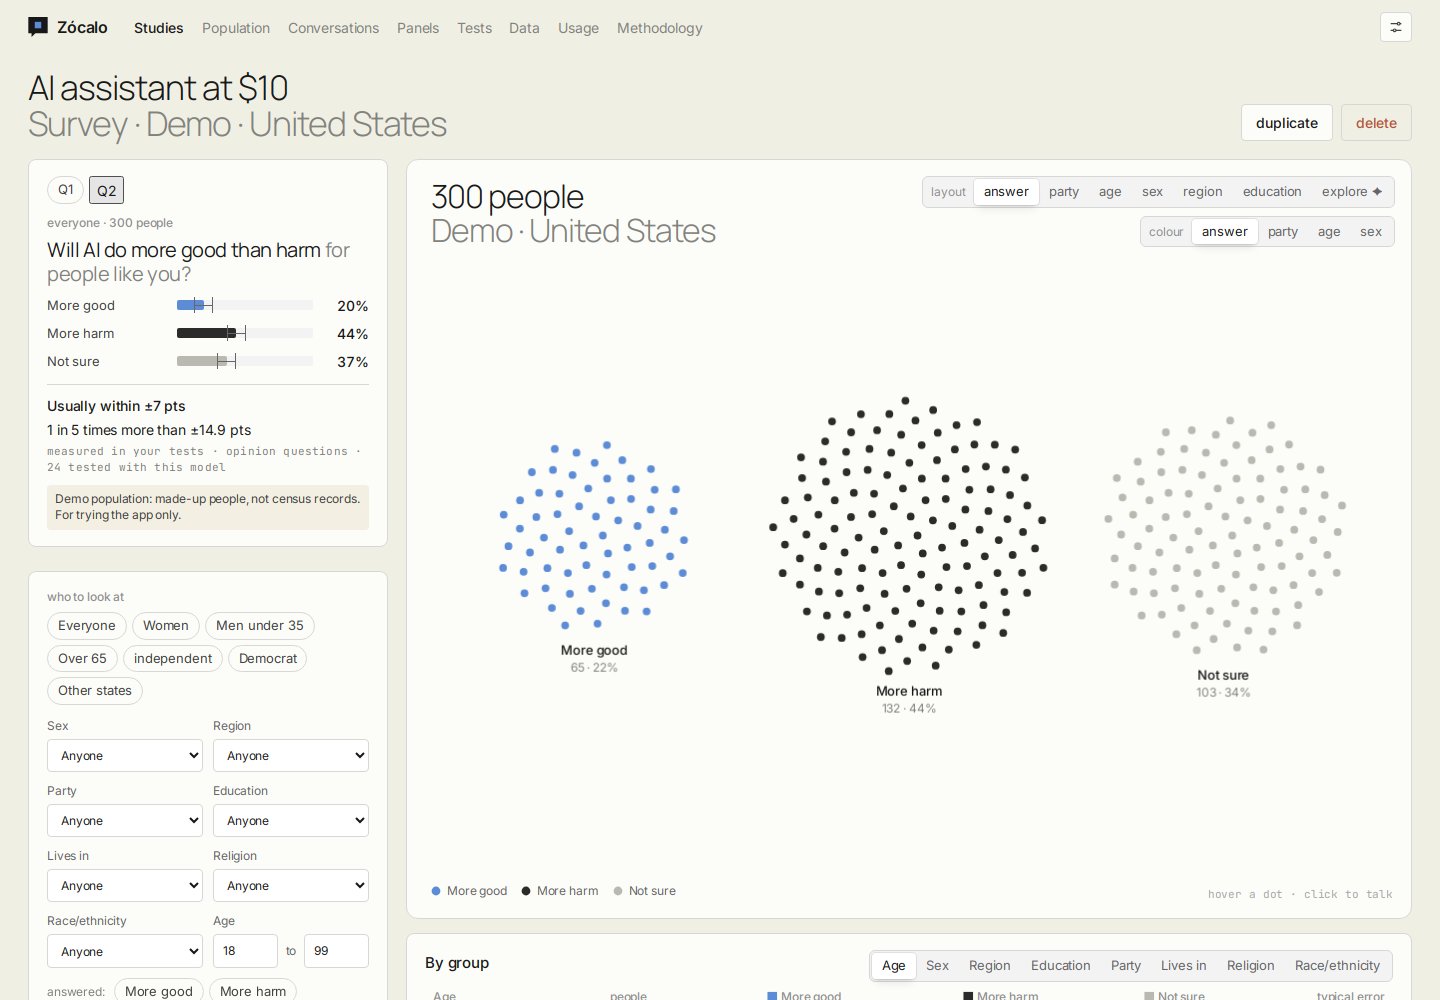 Zócalo Studies Population Conversations Panels Tests Data Usage Methodology
AI assistant at $10
Survey · Demo · United States
duplicate delete
Q1 Q2
everyone · 300 people
Will AI do more good than harm for
people like you?
More good 20%
More harm 44%
Not sure 37%
Usually within ±7 pts
1 in 5 times more than ±14.9 pts
measured in your tests · opinion questions ·
24 tested with this model
Demo population: made-up people, not census records.
For trying the app only.
who to look at
Everyone Women Men under 35
Over 65 independent Democrat
Other states
Sex Region
Anyone Anyone
Party Education
Anyone Anyone
Lives in Religion
Anyone Anyone
Race/ethnicity Age
Anyone 18 to 99
answered: More good More harm
300 people
Demo · United States
layout answer party age sex region education explore ✦
colour answer party age sex
More good
65 · 22%
More harm
132 · 44%
Not sure
103 · 34%
More good More harm Not sure
hover a dot · click to talk
By group
Age Sex Region Education Party Lives in Religion Race/ethnicity
Age people More good More harm Not sure typical error